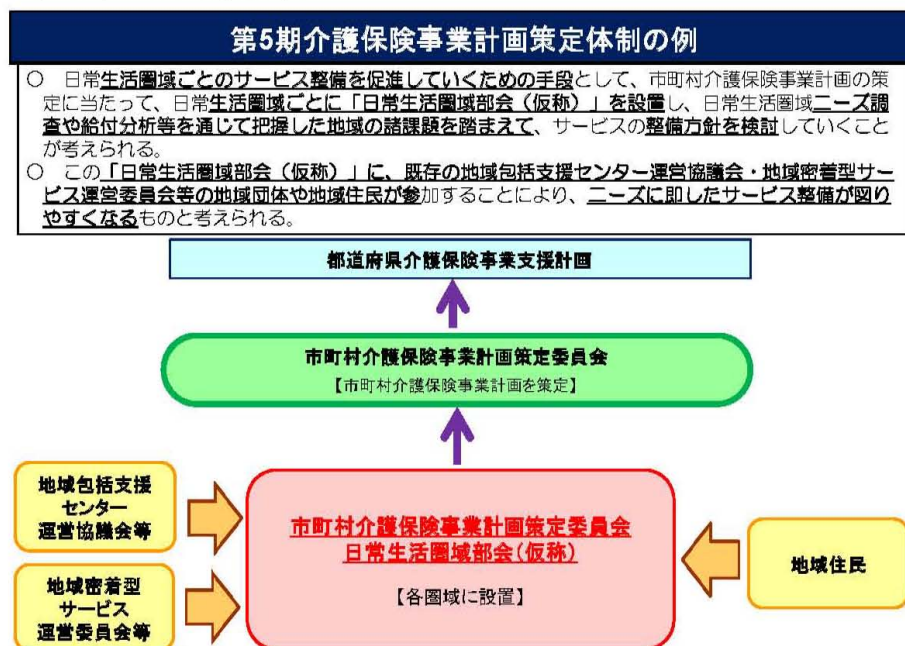 第5期介護保険事業計画策定体制の例
○ 日常生活圏域ごとのサービス整備を促進していくための手段として、市町村介護保険事業計画の策
定に当たって、日常生活圏域ごとに「日常生活圏域部会（仮称）」を設置し、日常生活圏域ニーズ調
査や給付分析等を通じて把握した地域の諸課題を踏まえて、サービスの整備方針を検討していくこと
が考えられる。
○ この「日常生活圏域部会（仮称）」に、既存の地域包括支援センター運営協議会・地域密着型サー
ビス運営委員会等の地域団体や地域住民が参加することにより、ニーズに即したサービス整備が図り
やすくなるものと考えられる。
都道府県介護保険事業支援計画
市町村介護保険事業計画策定委員会
【市町村介護保険事業計画を策定】
地域包括支援
センター
運営協議会等
市町村介護保険事業計画策定委員会
日常生活圏域部会（仮称）
【各圏域に設置】
地域住民
地域密着型
サービス
運営委員会等